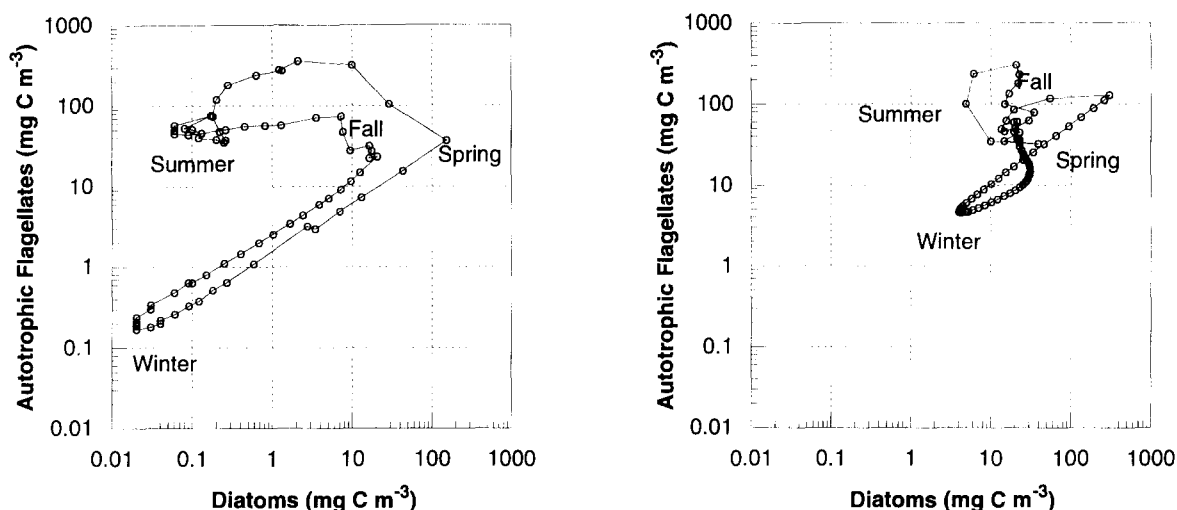 1000
100
10
1
0.1
0.01
Autotrophic Flagellates (mg C m⁻³)
Summer
Fall
Spring
Winter
0.01 0.1 1 10 100 1000
Diatoms (mg C m⁻³)
1000
100
10
1
0.1
0.01
Autotrophic Flagellates (mg C m⁻³)
Summer
Fall
Spring
Winter
0.01 0.1 1 10 100 1000
Diatoms (mg C m⁻³)